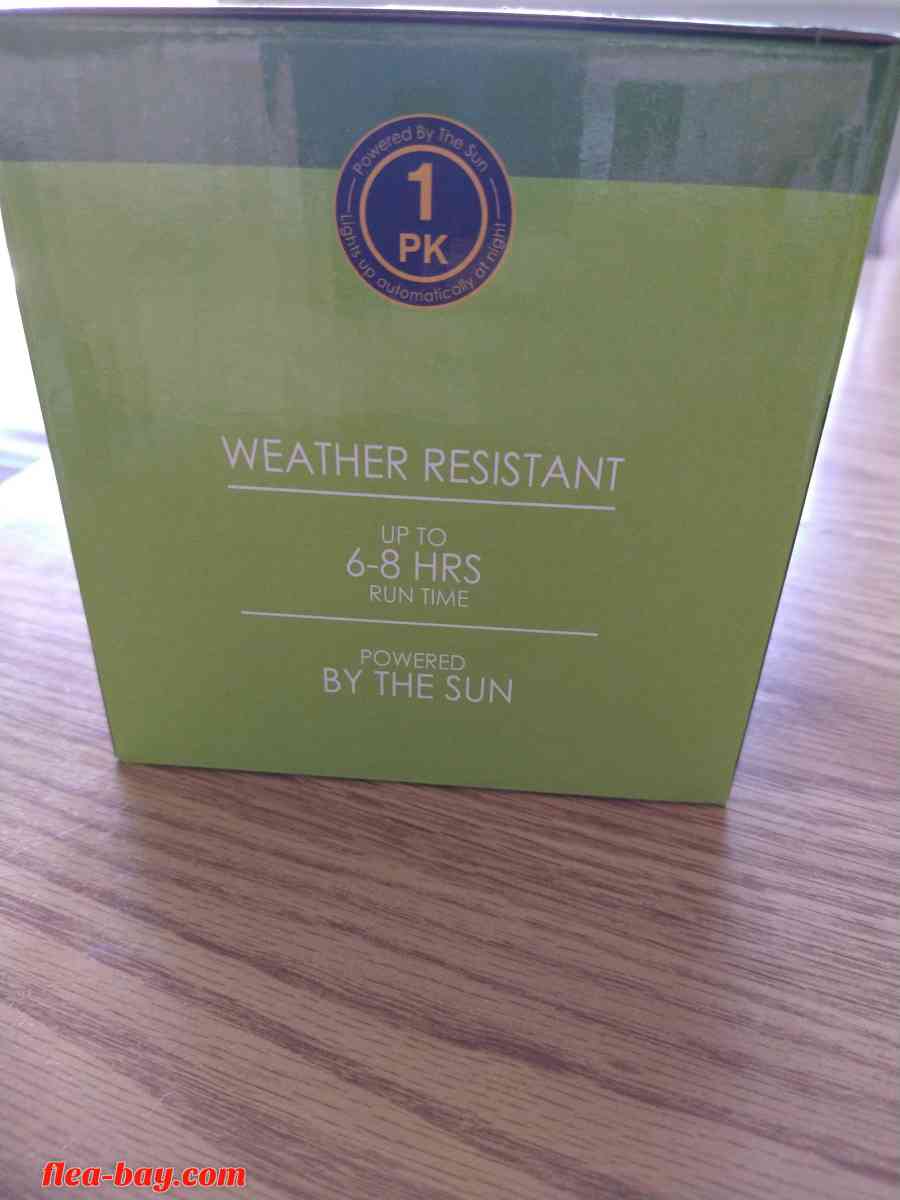 Powered By The Sun
1
PK
Lights up automatically at night
WEATHER RESISTANT
UP TO
6-8 HRS
RUN TIME
POWERED
BY THE SUN
flea-bay.com